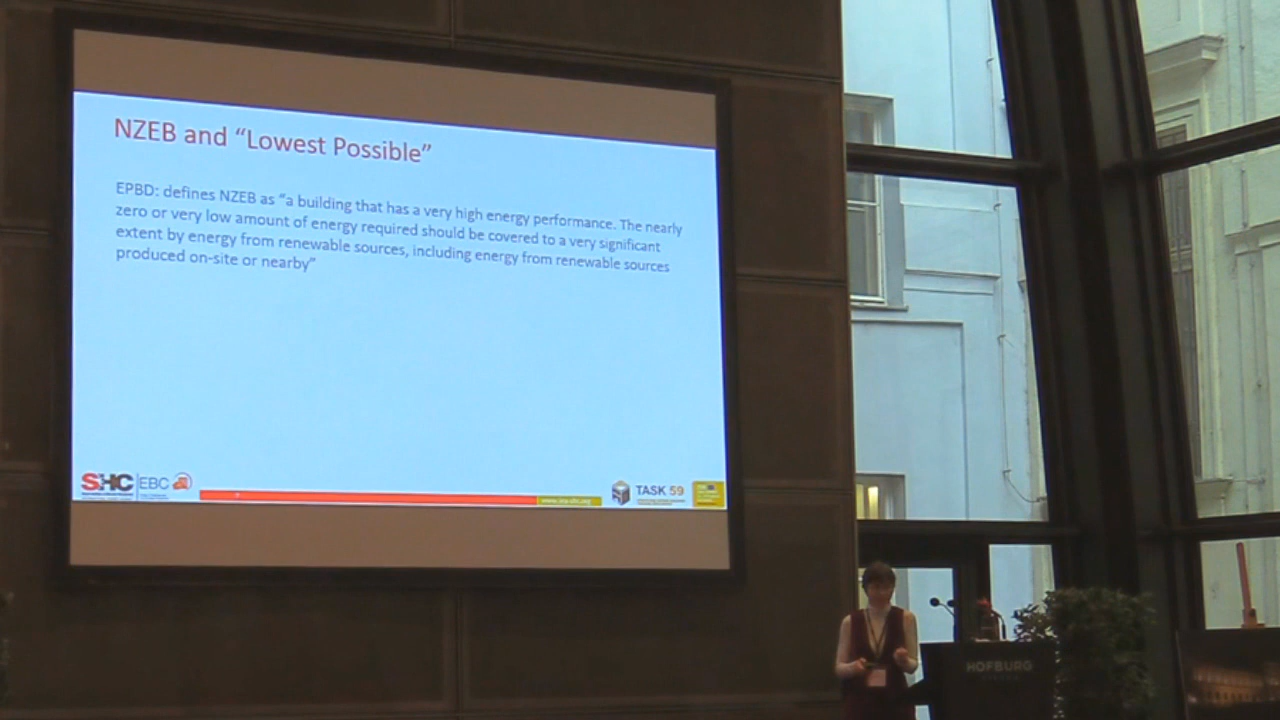 NZEB and “Lowest Possible”
EPBD: defines NZEB as “a building that has a very high energy performance. The nearly
zero or very low amount of energy required should be covered to a very significant
extent by energy from renewable sources, including energy from renewable sources
produced on-site or nearby”
SHC EBC
TASK 59
HOFBURG